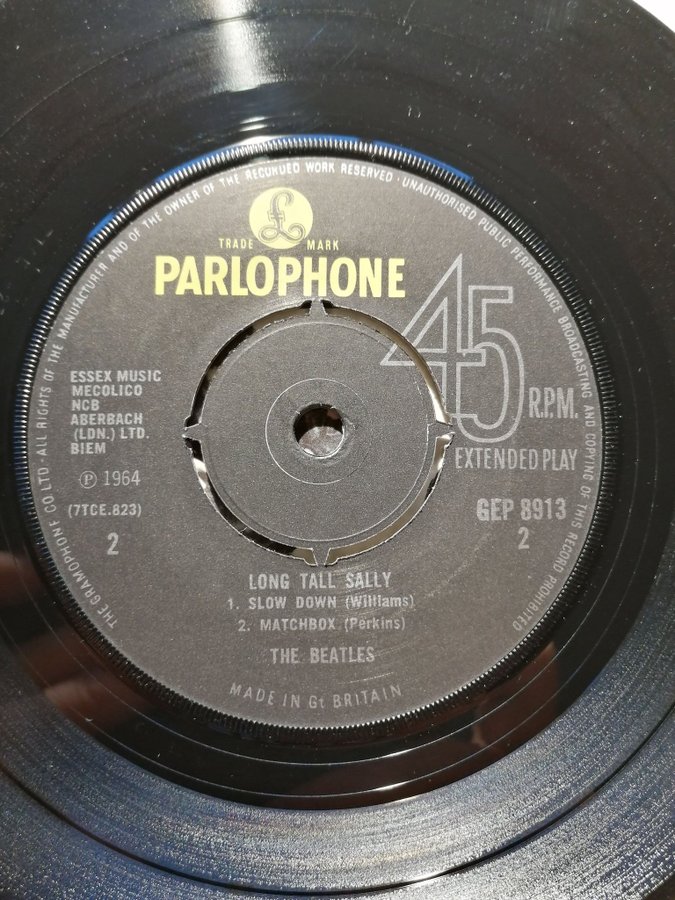 THE GRAMOPHONE CO LTD · ALL RIGHTS OF THE MANUFACTURER AND OF THE OWNER OF THE RECORDED WORK RESERVED · UNAUTHORISED PUBLIC PERFORMANCE BROADCASTING AND COPYING OF THIS RECORD PROHIBITED
£
TRADE MARK
PARLOPHONE
45
R.P.M.
EXTENDED PLAY
ESSEX MUSIC
MECOLICO
NCB
ABERBACH
(LDN.) LTD.
BIEM
℗ 1964
(7TCE.823)
2
GEP 8913
2
LONG TALL SALLY
1. SLOW DOWN (Williams)
2. MATCHBOX (Perkins)
THE BEATLES
MADE IN Gt BRITAIN